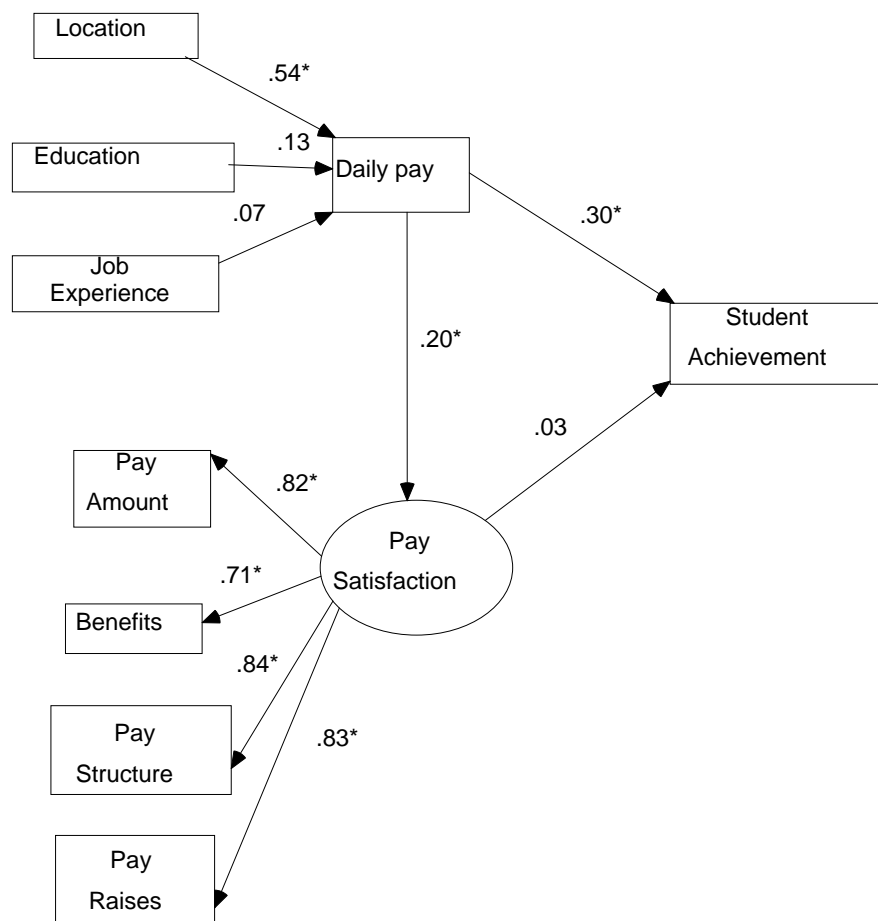 Location
.54*
.13
Education
Daily pay
.07
.30*
Job
Experience
Student
Achievement
.20*
.03
Pay
Amount
.82*
Pay
Satisfaction
.71*
Benefits
.84*
Pay
Structure
.83*
Pay
Raises